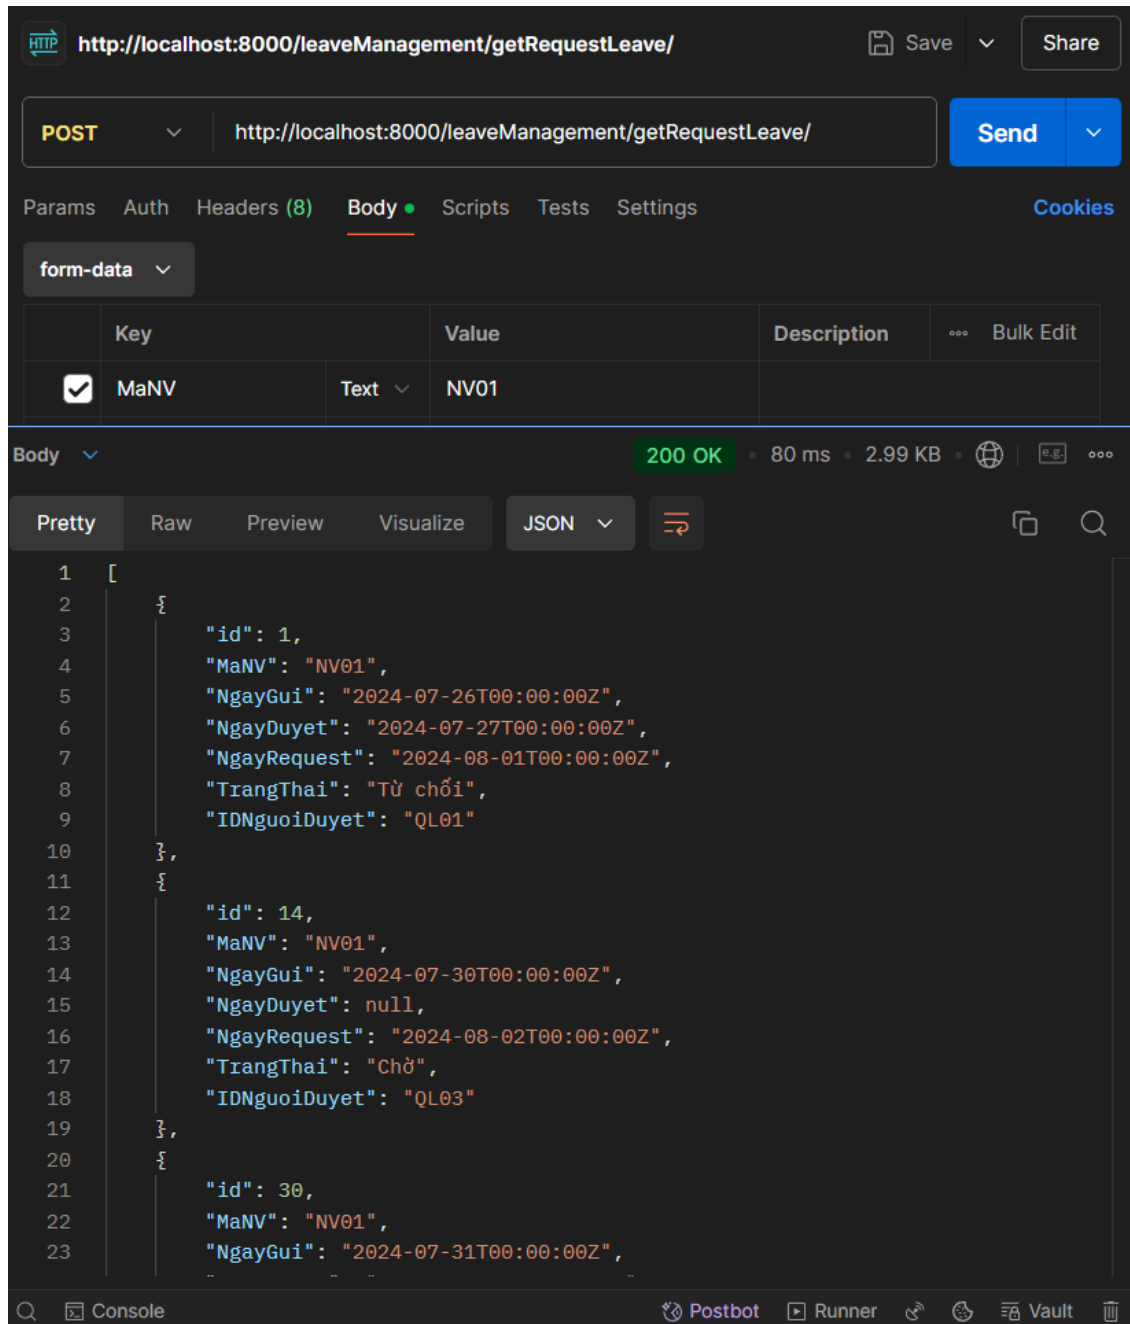 HTTP http://localhost:8000/leaveManagement/getRequestLeave/ Save Share
POST http://localhost:8000/leaveManagement/getRequestLeave/ Send
Params Auth Headers (8) Body Scripts Tests Settings Cookies
form-data
Key Value Description Bulk Edit
MaNV Text NV01
Body 200 OK 80 ms 2.99 KB e.g.
Pretty Raw Preview Visualize JSON
1 [
2 {
3 "id": 1,
4 "MaNV": "NV01",
5 "NgayGui": "2024-07-26T00:00:00Z",
6 "NgayDuyet": "2024-07-27T00:00:00Z",
7 "NgayRequest": "2024-08-01T00:00:00Z",
8 "TrangThai": "Từ chối",
9 "IDNguoiDuyet": "QL01"
10 },
11 {
12 "id": 14,
13 "MaNV": "NV01",
14 "NgayGui": "2024-07-30T00:00:00Z",
15 "NgayDuyet": null,
16 "NgayRequest": "2024-08-02T00:00:00Z",
17 "TrangThai": "Chờ",
18 "IDNguoiDuyet": "QL03"
19 },
20 {
21 "id": 30,
22 "MaNV": "NV01",
23 "NgayGui": "2024-07-31T00:00:00Z",
Console Postbot Runner Vault